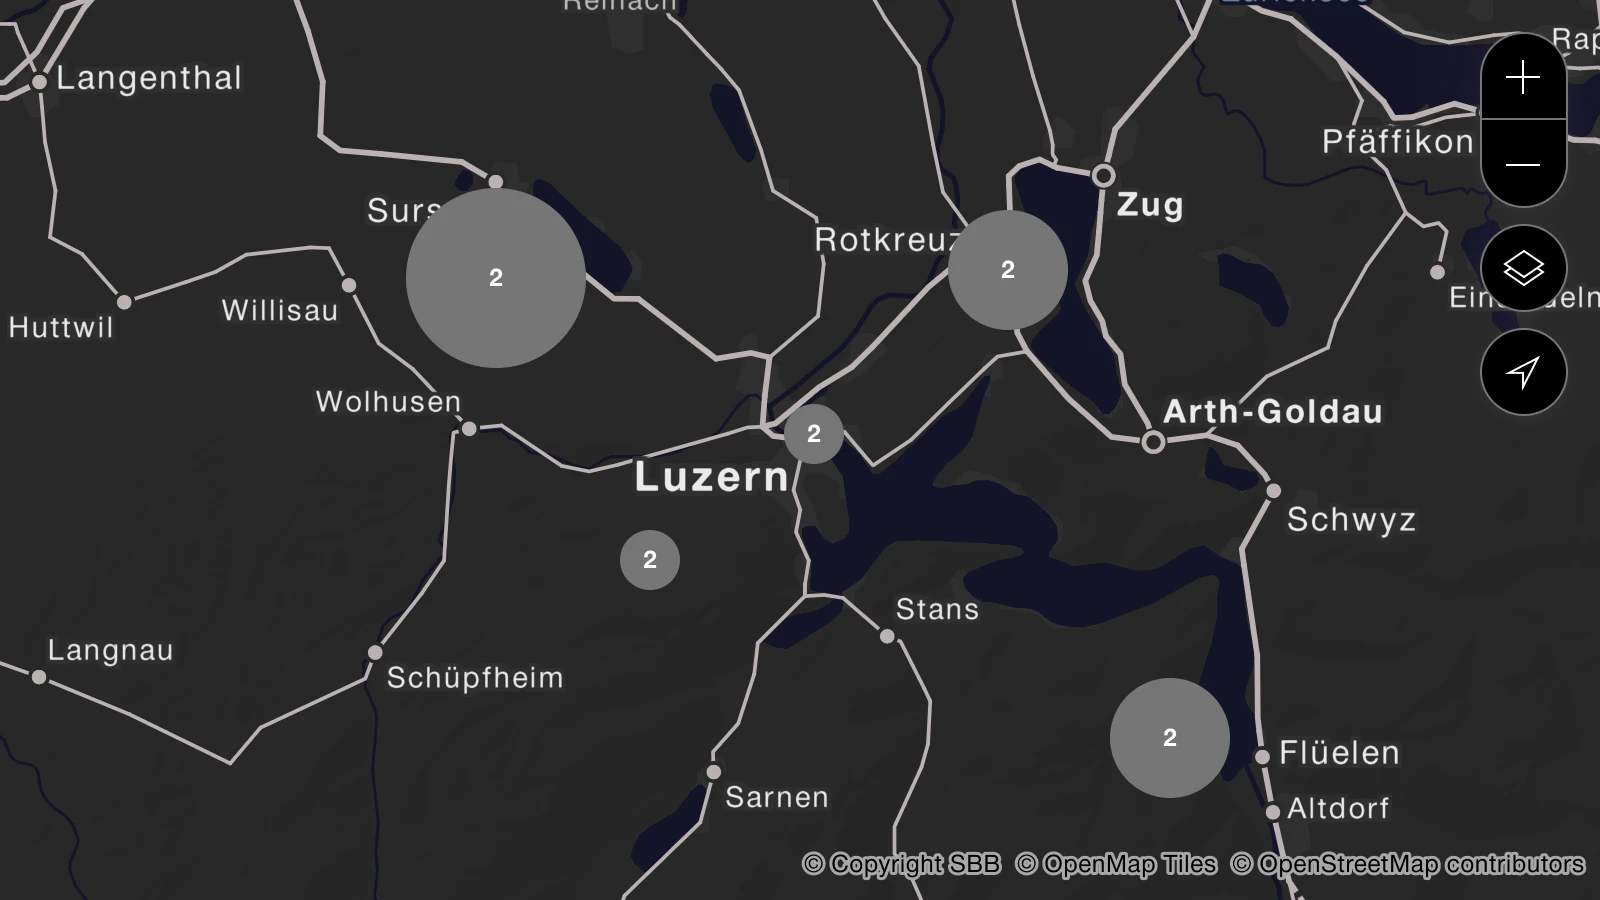 Langenthal
Pfäffikon
Zug
Rotkreuz
Huttwil
Willisau
2
2
Wolhusen
Arth-Goldau
2
Luzern
Schwyz
2
Stans
Langnau
Schüpfheim
2
Flüelen
Sarnen
Altdorf
© Copyright SBB © OpenMap Tiles © OpenStreetMap contributors